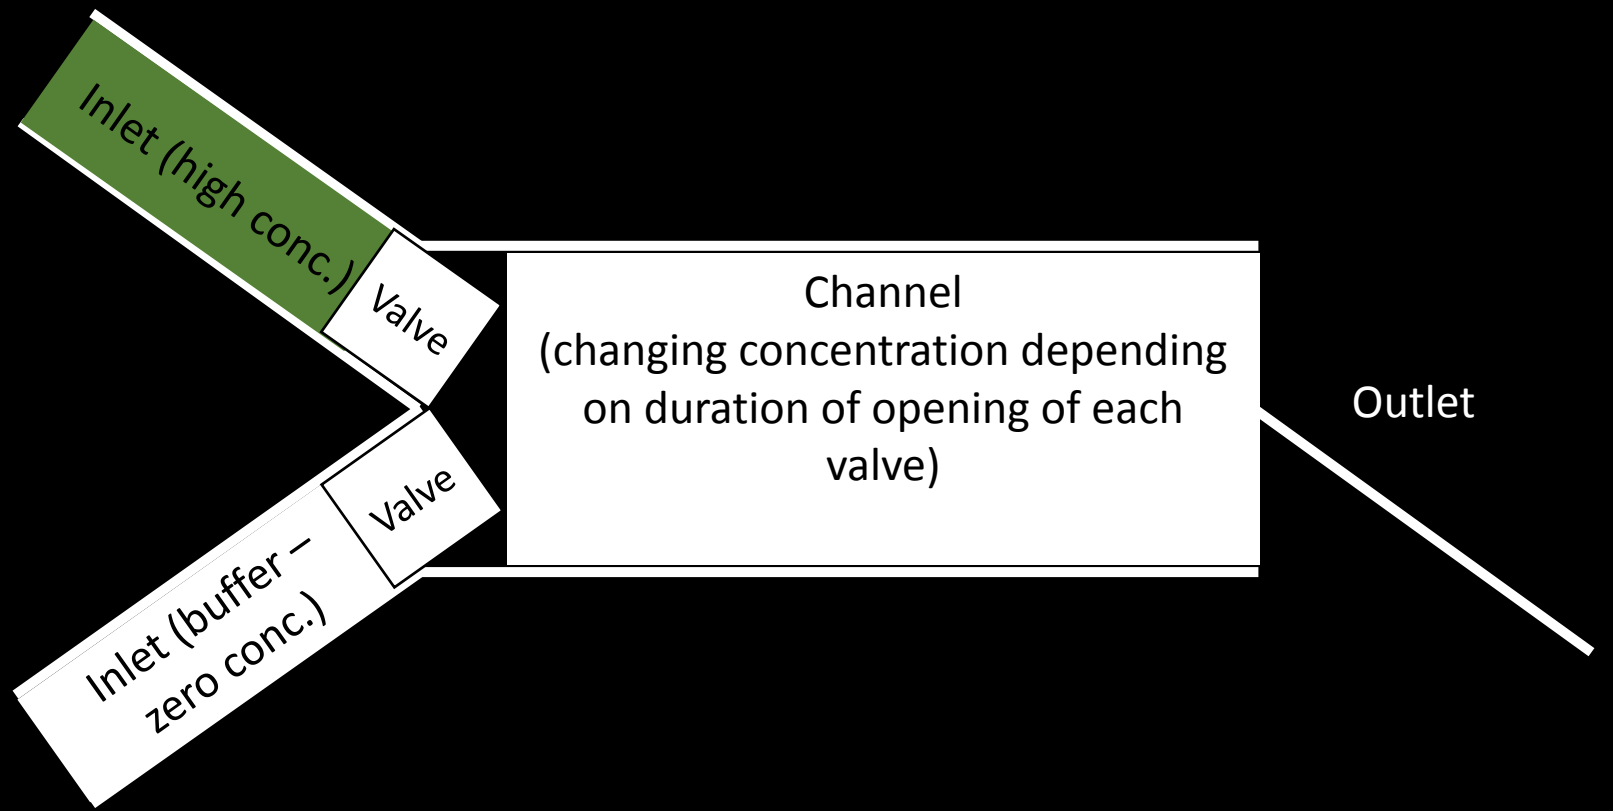 Inlet (high conc.)
Valve
Channel
(changing concentration depending
on duration of opening of each
valve)
Outlet
Valve
Inlet (buffer –
zero conc.)